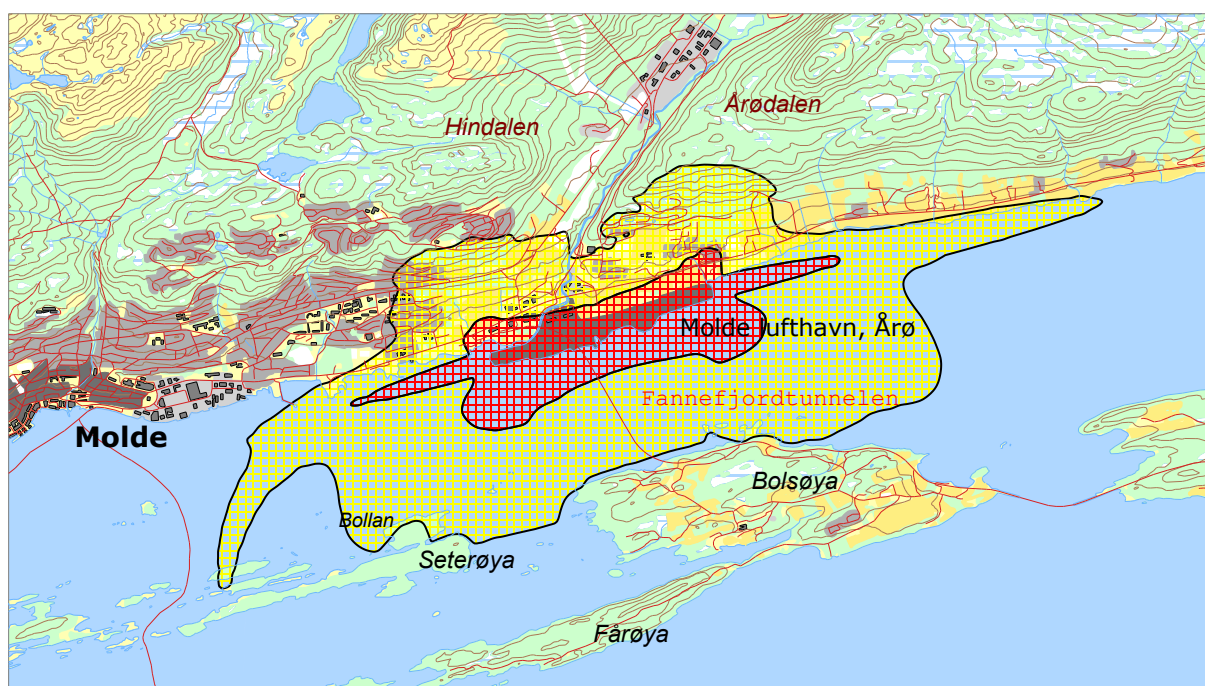 Årødalen
Hindalen
Molde lufthavn, Årø
Fannefjordtunnelen
Molde
Bolsøya
Bollan
Seterøya
Fårøya